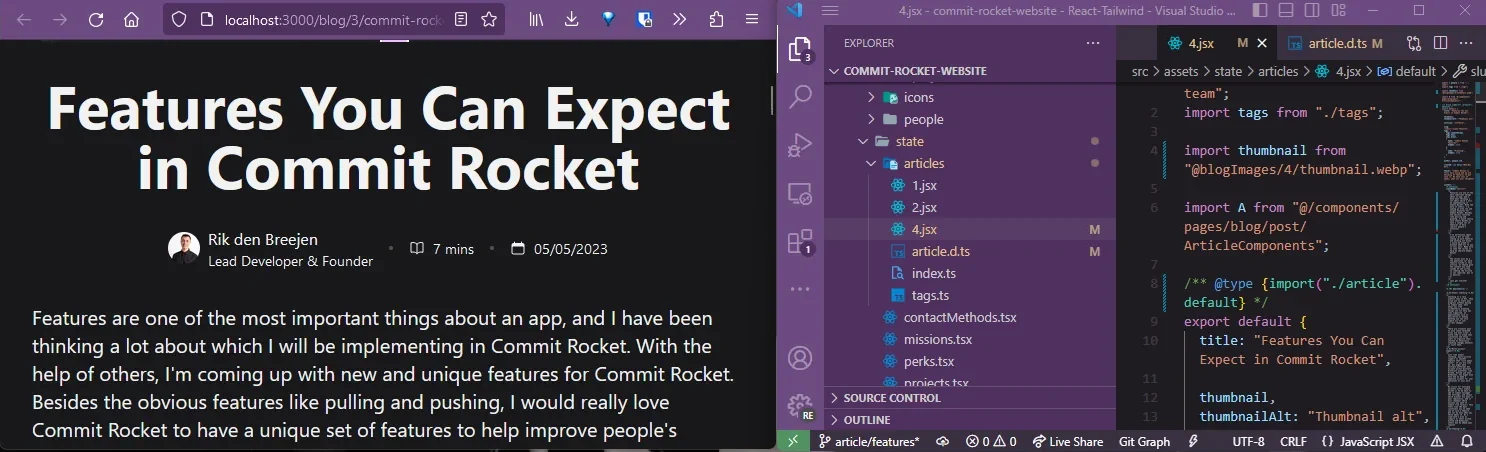 localhost:3000/blog/3/commit-rock
Features You Can Expect
in Commit Rocket
Rik den Breejen
Lead Developer & Founder
• 7 mins • 05/05/2023
Features are one of the most important things about an app, and I have been
thinking a lot about which I will be implementing in Commit Rocket. With the
help of others, I'm coming up with new and unique features for Commit Rocket.
Besides the obvious features like pulling and pushing, I would really love
Commit Rocket to have a unique set of features to help improve people's
4.jsx - commit-rocket-website - React-Tailwind - Visual Studio ...
3
1
RE
EXPLORER
COMMIT-ROCKET-WEBSITE
icons
people
state
articles
1.jsx
2.jsx
4.jsx M
article.d.ts M
index.ts
tags.ts
contactMethods.tsx
missions.tsx
perks.tsx
projects.tsx
SOURCE CONTROL
OUTLINE
4.jsx M
article.d.ts M
src > assets > state > articles > 4.jsx > default > slu
team";
2 import tags from "./tags";
3
4 import thumbnail from
"@blogImages/4/thumbnail.webp";
5
6 import A from "@/components/
pages/blog/post/
ArticleComponents";
7
8 /** @type {import("./article").
default} */
9 export default {
10 title: "Features You Can
Expect in Commit Rocket",
11
12 thumbnail,
13 thumbnailAlt: "Thumbnail alt",
article/features* 0 0 Live Share Git Graph UTF-8 CRLF {} JavaScript JSX